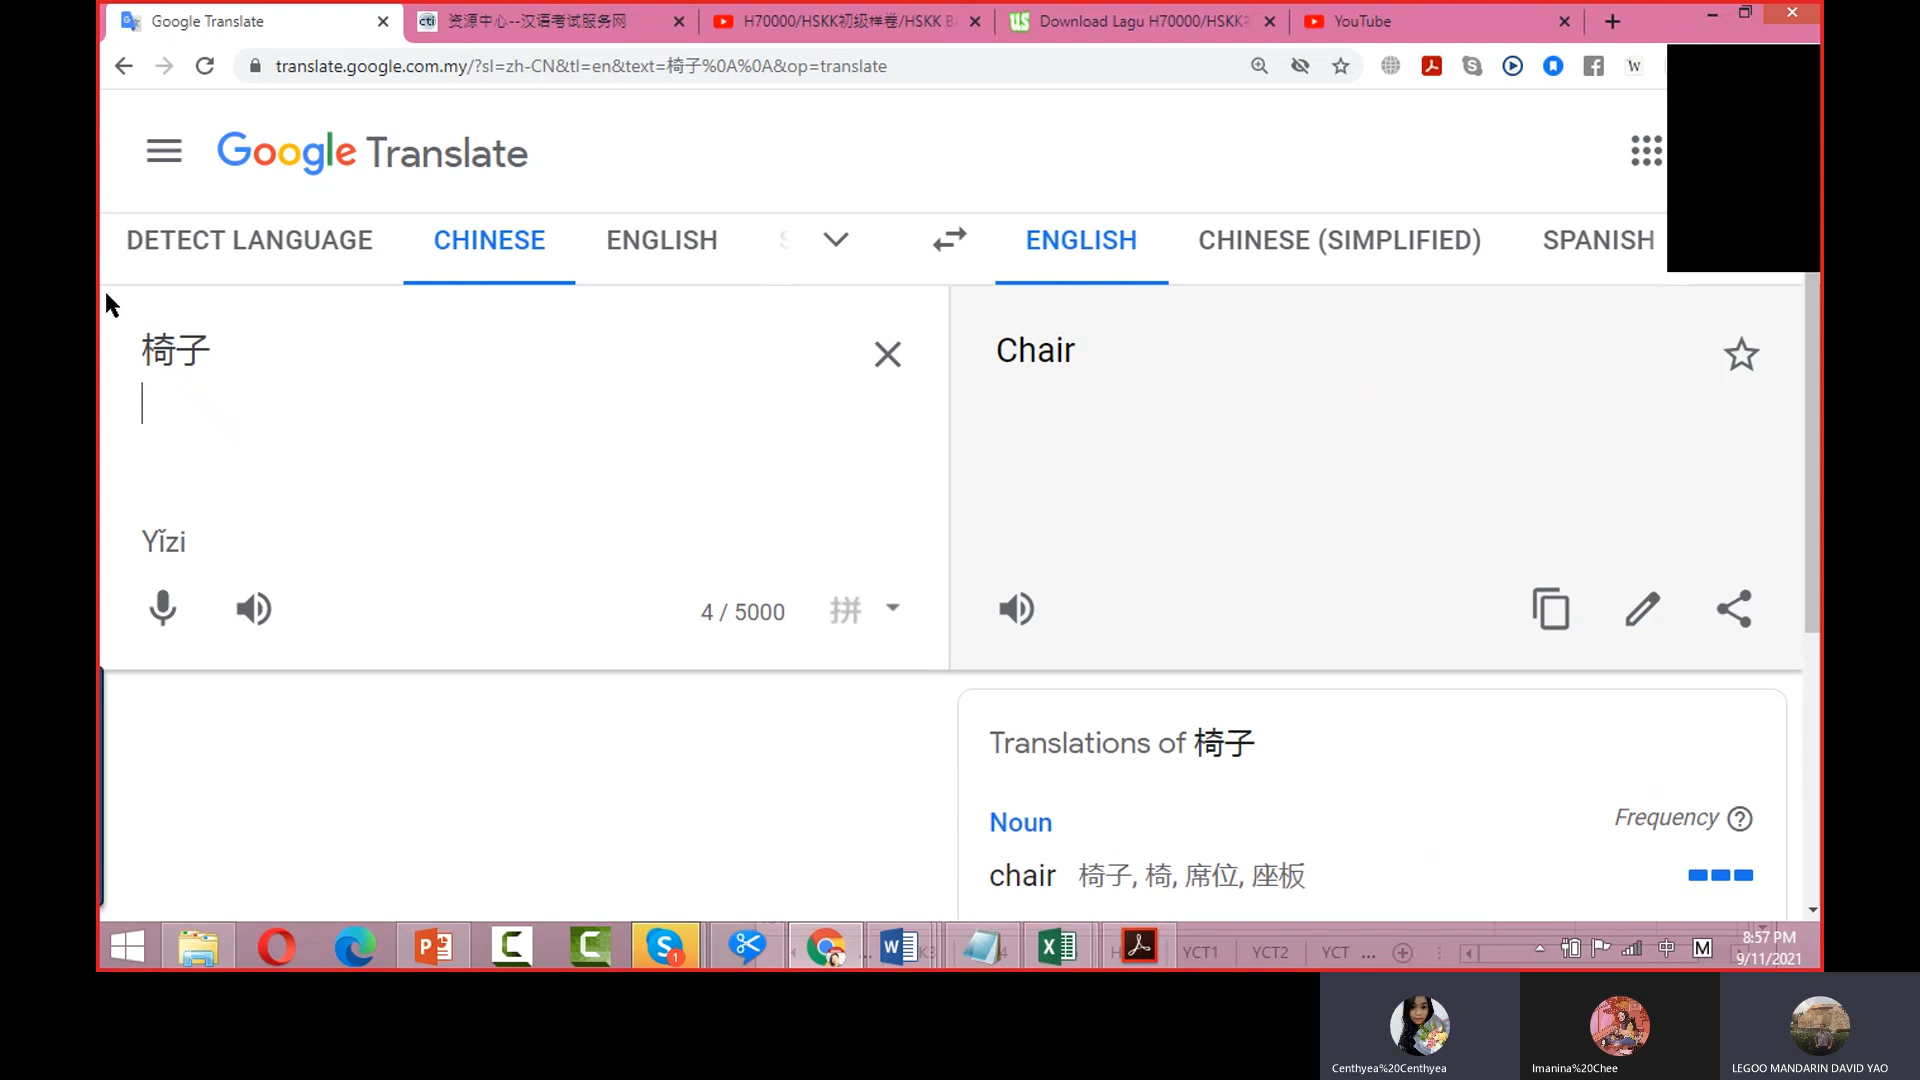 Google Translate
资源中心--汉语考试服务网
H70000/HSKK初级样卷/HSKK B
Download Lagu H70000/HSKK
YouTube
translate.google.com.my/?sl=zh-CN&tl=en&text=椅子%0A%0A&op=translate
Google Translate
DETECT LANGUAGE
CHINESE
ENGLISH
ENGLISH
CHINESE (SIMPLIFIED)
SPANISH
椅子
Chair
Yǐzi
4 / 5000
拼
Translations of 椅子
Noun
Frequency
chair 椅子, 椅, 席位, 座板
YCT1
YCT2
YCT ...
中
M
8:57 PM
9/11/2021
Centhyea%20Centhyea
Imanina%20Chee
LEGOO MANDARIN DAVID YAO